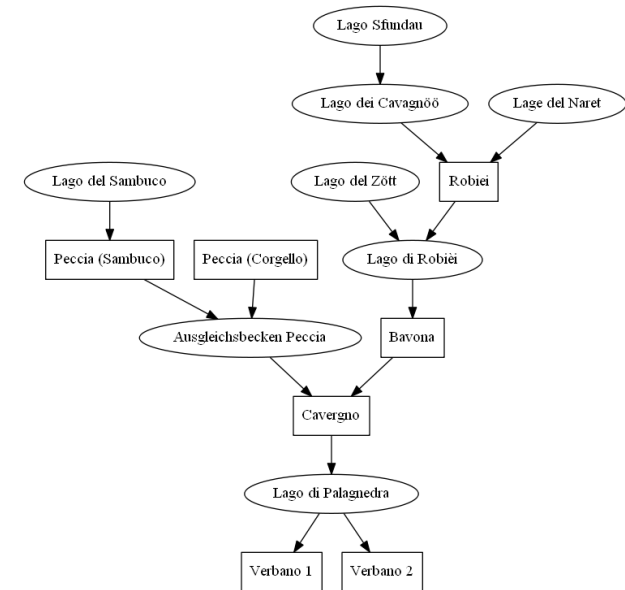 Lago Sfundau
Lago dei Cavagnöö
Lage del Naret
Lago del Sambuco
Lago del Zött
Robiei
Peccia (Sambuco)
Peccia (Corgello)
Lago di Robièi
Ausgleichsbecken Peccia
Bavona
Cavergno
Lago di Palagnedra
Verbano 1
Verbano 2